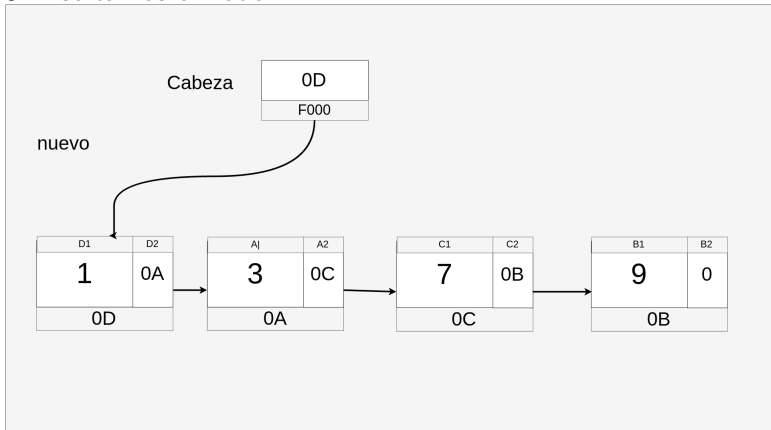 Cabeza 0D
F000
nuevo
D1 D2 A| A2 C1 C2 B1 B2
1 0A 3 0C 7 0B 9 0
0D 0A 0C 0B